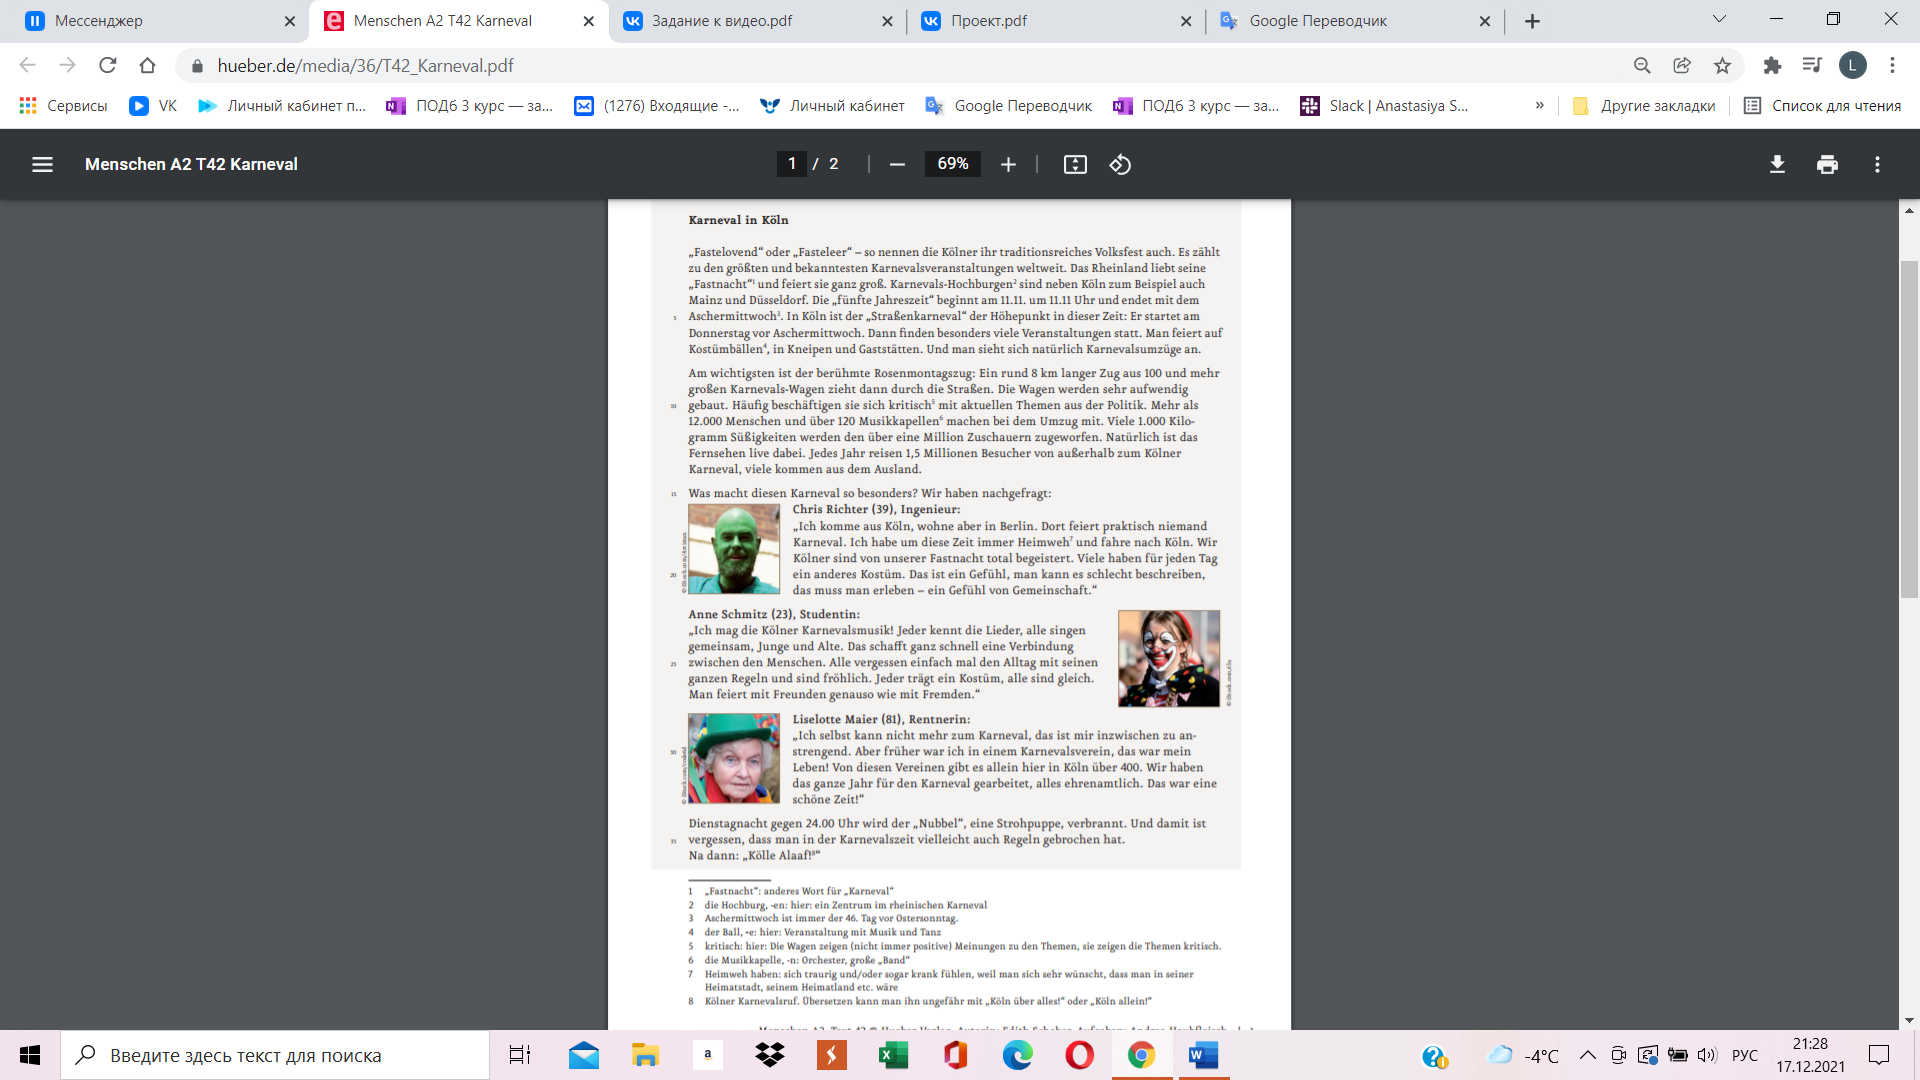 Мессенджер
Menschen A2 T42 Karneval
Задание к видео.pdf
Проект.pdf
Google Переводчик
hueber.de/media/36/T42_Karneval.pdf
L
Сервисы
VK
Личный кабинет п...
ПОДб 3 курс — за...
(1276) Входящие -...
Личный кабинет
Google Переводчик
ПОДб 3 курс — за...
Slack | Anastasiya S...
»
Другие закладки
Список для чтения
Menschen A2 T42 Karneval
1 / 2
69%
Karneval in Köln
„Fastelovend“ oder „Fasteleer“ – so nennen die Kölner ihr traditionsreiches Volksfest auch. Es zählt
zu den größten und bekanntesten Karnevalsveranstaltungen weltweit. Das Rheinland liebt seine
„Fastnacht“¹ und feiert sie ganz groß. Karnevals-Hochburgen² sind neben Köln zum Beispiel auch
Mainz und Düsseldorf. Die „fünfte Jahreszeit“ beginnt am 11.11. um 11.11 Uhr und endet mit dem
5 Aschermittwoch³. In Köln ist der „Straßenkarneval“ der Höhepunkt in dieser Zeit: Er startet am
Donnerstag vor Aschermittwoch. Dann finden besonders viele Veranstaltungen statt. Man feiert auf
Kostümbällen⁴, in Kneipen und Gaststätten. Und man sieht sich natürlich Karnevalsumzüge an.
Am wichtigsten ist der berühmte Rosenmontagszug: Ein rund 8 km langer Zug aus 100 und mehr
großen Karnevals-Wagen zieht dann durch die Straßen. Die Wagen werden sehr aufwendig
10 gebaut. Häufig beschäftigen sie sich kritisch⁵ mit aktuellen Themen aus der Politik. Mehr als
12.000 Menschen und über 120 Musikkapellen⁶ machen bei dem Umzug mit. Viele 1.000 Kilo-
gramm Süßigkeiten werden den über eine Million Zuschauern zugeworfen. Natürlich ist das
Fernsehen live dabei. Jedes Jahr reisen 1,5 Millionen Besucher von außerhalb zum Kölner
Karneval, viele kommen aus dem Ausland.
15 Was macht diesen Karneval so besonders? Wir haben nachgefragt:
Chris Richter (39), Ingenieur:
„Ich komme aus Köln, wohne aber in Berlin. Dort feiert praktisch niemand
Karneval. Ich habe um diese Zeit immer Heimweh⁷ und fahre nach Köln. Wir
Kölner sind von unserer Fastnacht total begeistert. Viele haben für jeden Tag
20 ein anderes Kostüm. Das ist ein Gefühl, man kann es schlecht beschreiben,
das muss man erleben – ein Gefühl von Gemeinschaft.“
Anne Schmitz (23), Studentin:
„Ich mag die Kölner Karnevalsmusik! Jeder kennt die Lieder, alle singen
gemeinsam, Junge und Alte. Das schafft ganz schnell eine Verbindung
25 zwischen den Menschen. Alle vergessen einfach mal den Alltag mit seinen
ganzen Regeln und sind fröhlich. Jeder trägt ein Kostüm, alle sind gleich.
Man feiert mit Freunden genauso wie mit Fremden.“
Liselotte Maier (81), Rentnerin:
„Ich selbst kann nicht mehr zum Karneval, das ist mir inzwischen zu an-
30 strengend. Aber früher war ich in einem Karnevalsverein, das war mein
Leben! Von diesen Vereinen gibt es allein hier in Köln über 400. Wir haben
das ganze Jahr für den Karneval gearbeitet, alles ehrenamtlich. Das war eine
schöne Zeit!“
Dienstagnacht gegen 24.00 Uhr wird der „Nubbel“, eine Strohpuppe, verbrannt. Und damit ist
35 vergessen, dass man in der Karnevalszeit vielleicht auch Regeln gebrochen hat.
Na dann: „Kölle Alaaf!⁸“
1 „Fastnacht“: anderes Wort für „Karneval“
2 die Hochburg, -en: hier: ein Zentrum im rheinischen Karneval
3 Aschermittwoch ist immer der 46. Tag vor Ostersonntag.
4 der Ball, ⸚e: hier: Veranstaltung mit Musik und Tanz
5 kritisch: hier: Die Wagen zeigen (nicht immer positive) Meinungen zu den Themen, sie zeigen die Themen kritisch.
6 die Musikkapelle, -n: Orchester, große „Band“
7 Heimweh haben: sich traurig und/oder sogar krank fühlen, weil man sich sehr wünscht, dass man in seiner
Heimatstadt, seinem Heimatland etc. wäre
8 Kölner Karnevalsruf. Übersetzen kann man ihn ungefähr mit „Köln über alles!“ oder „Köln allein!“
Введите здесь текст для поиска
a
-4°C
РУС
21:28
17.12.2021